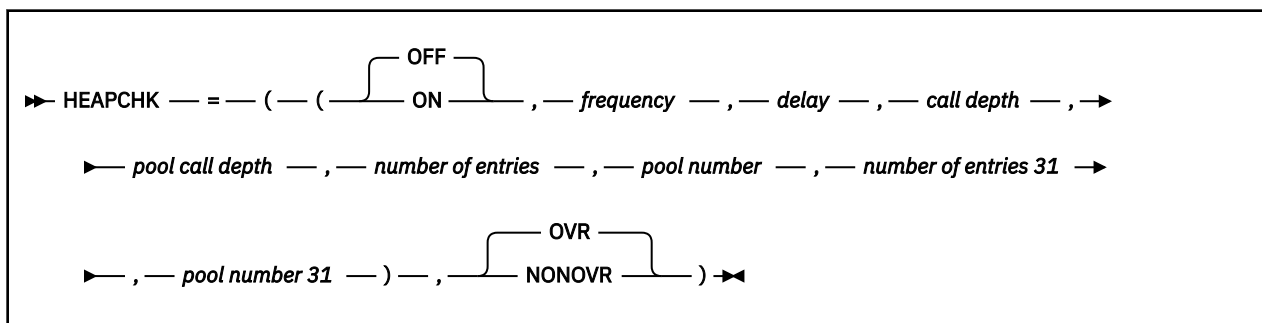 OFF
HEAPCHK = ( ( ON , frequency , delay , call depth ,
pool call depth , number of entries , pool number , number of entries 31
OVR
, pool number 31 ) , NONOVR )